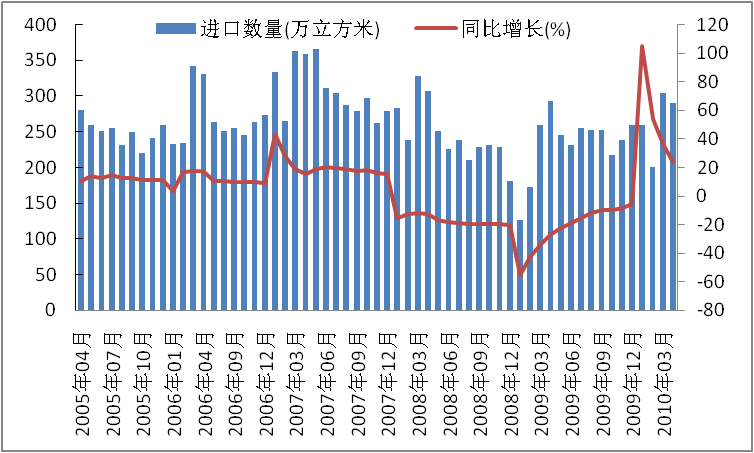 进口数量(万立方米)
同比增长(%)
400
350
300
250
200
150
100
50
0
120
100
80
60
40
20
0
-20
-40
-60
-80
2005年04月
2005年07月
2005年10月
2006年01月
2006年04月
2006年09月
2006年12月
2007年03月
2007年06月
2007年09月
2007年12月
2008年03月
2008年06月
2008年09月
2008年12月
2009年03月
2009年06月
2009年09月
2009年12月
2010年03月